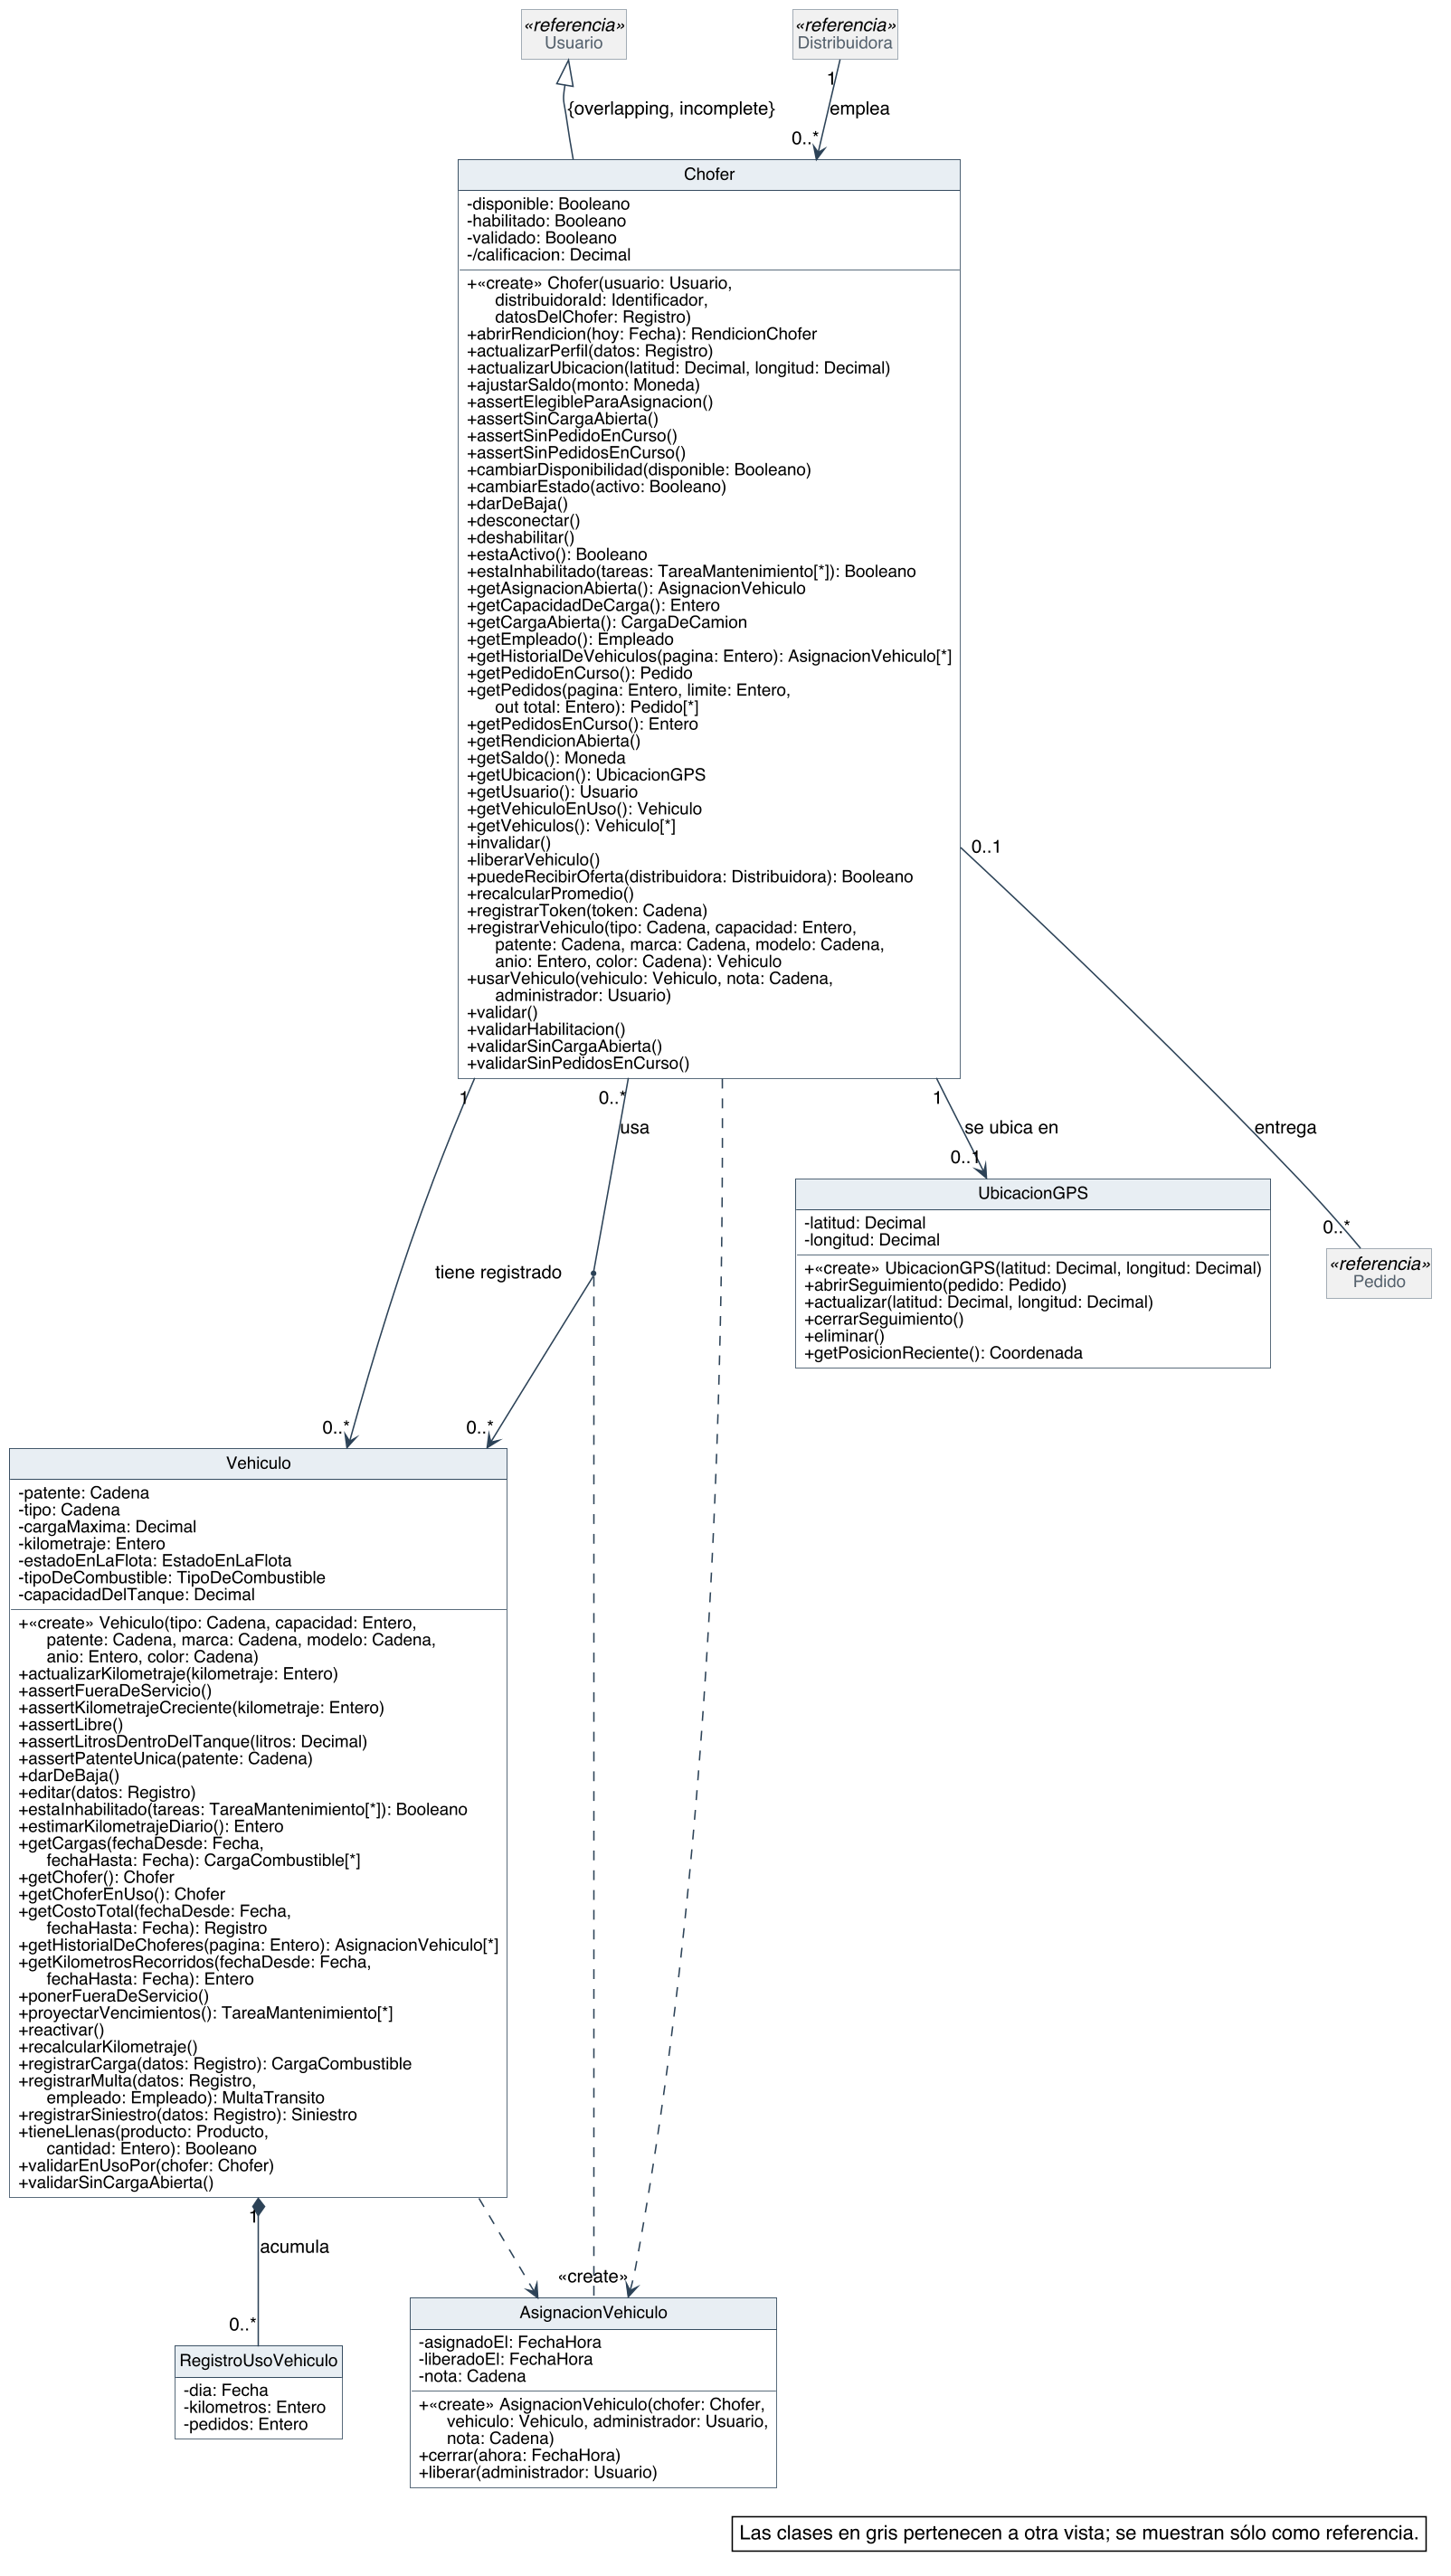 «referencia»
Usuario
«referencia»
Distribuidora
1
{overlapping, incomplete}
emplea
0..*
Chofer
-disponible: Booleano
-habilitado: Booleano
-validado: Booleano
-/calificacion: Decimal
+«create» Chofer(usuario: Usuario,
distribuidoraId: Identificador,
datosDelChofer: Registro)
+abrirRendicion(hoy: Fecha): RendicionChofer
+actualizarPerfil(datos: Registro)
+actualizarUbicacion(latitud: Decimal, longitud: Decimal)
+ajustarSaldo(monto: Moneda)
+assertElegibleParaAsignacion()
+assertSinCargaAbierta()
+assertSinPedidoEnCurso()
+assertSinPedidosEnCurso()
+cambiarDisponibilidad(disponible: Booleano)
+cambiarEstado(activo: Booleano)
+darDeBaja()
+desconectar()
+deshabilitar()
+estaActivo(): Booleano
+estaInhabilitado(tareas: TareaMantenimiento[*]): Booleano
+getAsignacionAbierta(): AsignacionVehiculo
+getCapacidadDeCarga(): Entero
+getCargaAbierta(): CargaDeCamion
+getEmpleado(): Empleado
+getHistorialDeVehiculos(pagina: Entero): AsignacionVehiculo[*]
+getPedidoEnCurso(): Pedido
+getPedidos(pagina: Entero, limite: Entero,
out total: Entero): Pedido[*]
+getPedidosEnCurso(): Entero
+getRendicionAbierta()
+getSaldo(): Moneda
+getUbicacion(): UbicacionGPS
+getUsuario(): Usuario
+getVehiculoEnUso(): Vehiculo
+getVehiculos(): Vehiculo[*]
+invalidar()
+liberarVehiculo()
+puedeRecibirOferta(distribuidora: Distribuidora): Booleano
+recalcularPromedio()
+registrarToken(token: Cadena)
+registrarVehiculo(tipo: Cadena, capacidad: Entero,
patente: Cadena, marca: Cadena, modelo: Cadena,
anio: Entero, color: Cadena): Vehiculo
+usarVehiculo(vehiculo: Vehiculo, nota: Cadena,
administrador: Usuario)
+validar()
+validarHabilitacion()
+validarSinCargaAbierta()
+validarSinPedidosEnCurso()
0..1
1
0..*
1
usa
se ubica en
entrega
0..1
0..*
UbicacionGPS
-latitud: Decimal
-longitud: Decimal
+«create» UbicacionGPS(latitud: Decimal, longitud: Decimal)
+abrirSeguimiento(pedido: Pedido)
+actualizar(latitud: Decimal, longitud: Decimal)
+cerrarSeguimiento()
+eliminar()
+getPosicionReciente(): Coordenada
«referencia»
Pedido
tiene registrado
0..*
0..*
Vehiculo
-patente: Cadena
-tipo: Cadena
-cargaMaxima: Decimal
-kilometraje: Entero
-estadoEnLaFlota: EstadoEnLaFlota
-tipoDeCombustible: TipoDeCombustible
-capacidadDelTanque: Decimal
+«create» Vehiculo(tipo: Cadena, capacidad: Entero,
patente: Cadena, marca: Cadena, modelo: Cadena,
anio: Entero, color: Cadena)
+actualizarKilometraje(kilometraje: Entero)
+assertFueraDeServicio()
+assertKilometrajeCreciente(kilometraje: Entero)
+assertLibre()
+assertLitrosDentroDelTanque(litros: Decimal)
+assertPatenteUnica(patente: Cadena)
+darDeBaja()
+editar(datos: Registro)
+estaInhabilitado(tareas: TareaMantenimiento[*]): Booleano
+estimarKilometrajeDiario(): Entero
+getCargas(fechaDesde: Fecha,
fechaHasta: Fecha): CargaCombustible[*]
+getChofer(): Chofer
+getChoferEnUso(): Chofer
+getCostoTotal(fechaDesde: Fecha,
fechaHasta: Fecha): Registro
+getHistorialDeChoferes(pagina: Entero): AsignacionVehiculo[*]
+getKilometrosRecorridos(fechaDesde: Fecha,
fechaHasta: Fecha): Entero
+ponerFueraDeServicio()
+proyectarVencimientos(): TareaMantenimiento[*]
+reactivar()
+recalcularKilometraje()
+registrarCarga(datos: Registro): CargaCombustible
+registrarMulta(datos: Registro,
empleado: Empleado): MultaTransito
+registrarSiniestro(datos: Registro): Siniestro
+tieneLlenas(producto: Producto,
cantidad: Entero): Booleano
+validarEnUsoPor(chofer: Chofer)
+validarSinCargaAbierta()
1
acumula
0..*
«create»
RegistroUsoVehiculo
-dia: Fecha
-kilometros: Entero
-pedidos: Entero
AsignacionVehiculo
-asignadoEl: FechaHora
-liberadoEl: FechaHora
-nota: Cadena
+«create» AsignacionVehiculo(chofer: Chofer,
vehiculo: Vehiculo, administrador: Usuario,
nota: Cadena)
+cerrar(ahora: FechaHora)
+liberar(administrador: Usuario)
Las clases en gris pertenecen a otra vista; se muestran sólo como referencia.